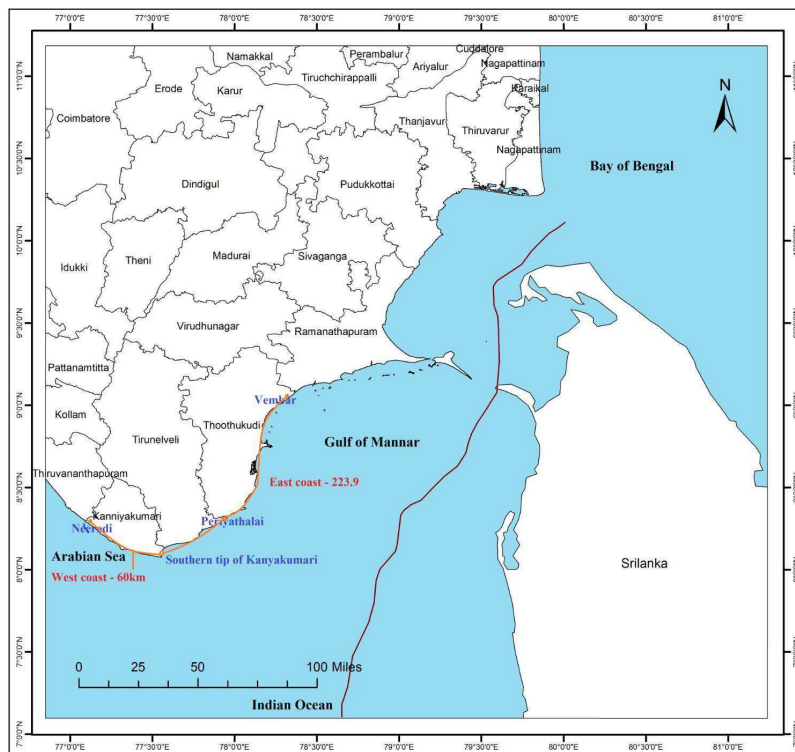 77°0'0"E 77°30'0"E 78°0'0"E 78°30'0"E 79°0'0"E 79°30'0"E 80°0'0"E 80°30'0"E 81°0'0"E
11°0'0"N
10°30'0"N
10°0'0"N
9°30'0"N
9°0'0"N
8°30'0"N
8°0'0"N
7°30'0"N
7°0'0"N
Namakkal
Perambalur
Cuddalore
Ariyalur
Nagapattinam
Tiruchchirappalli
Erode
Karur
Karaikal
N
Coimbatore
Thanjavur
Thiruvarur
Nagapattinam
Bay of Bengal
Dindigul
Pudukkottai
Idukki
Theni
Madurai
Sivaganga
Virudhunagar
Ramanathapuram
Pattanamtitta
Vembar
Kollam
Thoothukudi
Tirunelveli
Gulf of Mannar
Thiruvananthapuram
East coast - 223.9
Kanniyakumari
Neerodi
Periyathalai
Arabian Sea
Southern tip of Kanyakumari
West coast - 60km
Srilanka
0 25 50 100 Miles
Indian Ocean
77°0'0"E 77°30'0"E 78°0'0"E 78°30'0"E 79°0'0"E 79°30'0"E 80°0'0"E 80°30'0"E 81°0'0"E